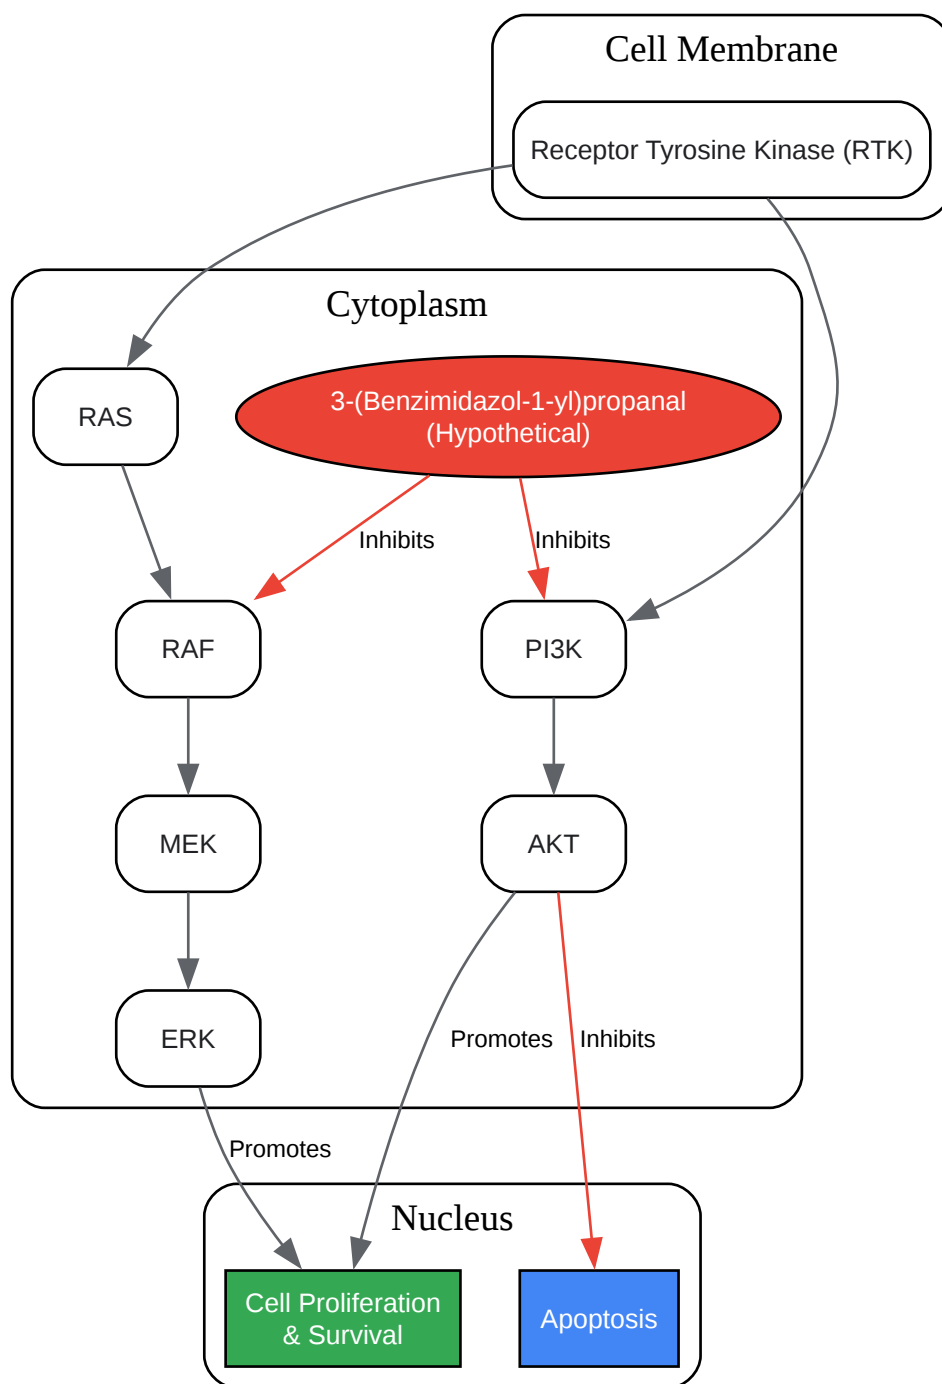 Cell Membrane
Receptor Tyrosine Kinase (RTK)
Cytoplasm
RAS
3-(Benzimidazol-1-yl)propanal
(Hypothetical)
Inhibits
Inhibits
RAF
PI3K
MEK
AKT
ERK
Promotes
Inhibits
Promotes
Nucleus
Cell Proliferation
& Survival
Apoptosis